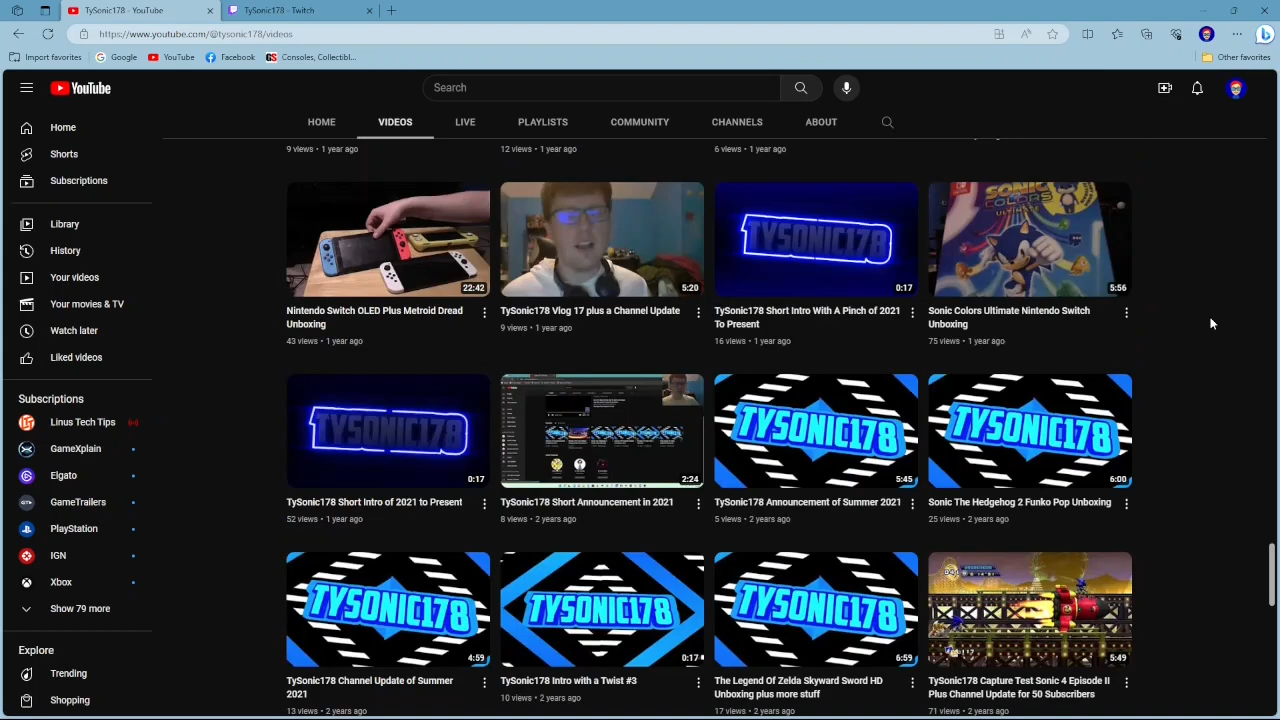 TySonic178 - YouTube
TySonic178 - Twitch
https://www.youtube.com/@tysonic178/videos
Import favorites
Google
YouTube
Facebook
Consoles, Collectibl...
Other favorites
YouTube
Search
HOME
VIDEOS
LIVE
PLAYLISTS
COMMUNITY
CHANNELS
ABOUT
Home
Shorts
Subscriptions
Library
History
Your videos
Your movies & TV
Watch later
Liked videos
Subscriptions
Linus Tech Tips
GameXplain
Elgato
GameTrailers
PlayStation
IGN
Xbox
Show 79 more
Explore
Trending
Shopping
9 views • 1 year ago
12 views • 1 year ago
6 views • 1 year ago
22:42
Nintendo Switch OLED Plus Metroid Dread
Unboxing
43 views • 1 year ago
5:20
TySonic178 Vlog 17 plus a Channel Update
9 views • 1 year ago
TYSONIC178
0:17
TySonic178 Short Intro With A Pinch of 2021
To Present
16 views • 1 year ago
SONIC
COLORS
ULTIMATE
5:56
Sonic Colors Ultimate Nintendo Switch
Unboxing
75 views • 1 year ago
TYSONIC178
0:17
TySonic178 Short Intro of 2021 to Present
52 views • 1 year ago
2:24
TySonic178 Short Announcement in 2021
8 views • 2 years ago
TYSONIC178
5:45
TySonic178 Announcement of Summer 2021
5 views • 2 years ago
TYSONIC178
6:00
Sonic The Hedgehog 2 Funko Pop Unboxing
25 views • 2 years ago
TYSONIC178
4:59
TySonic178 Channel Update of Summer
2021
13 views • 2 years ago
TYSONIC178
0:17
TySonic178 Intro with a Twist #3
10 views • 2 years ago
TYSONIC178
6:59
The Legend Of Zelda Skyward Sword HD
Unboxing plus more stuff
17 views • 2 years ago
5:49
TySonic178 Capture Test Sonic 4 Episode II
Plus Channel Update for 50 Subscribers
71 views • 2 years ago